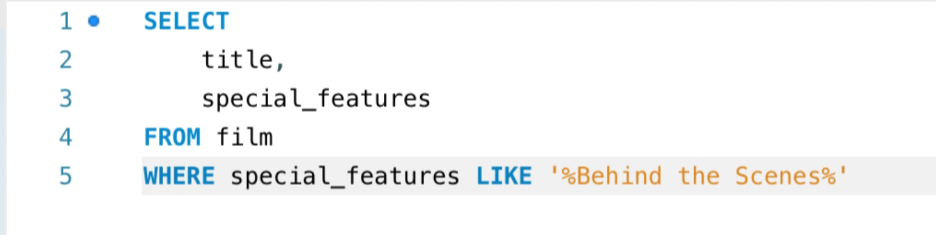 1 SELECT
2 title,
3 special_features
4 FROM film
5 WHERE special_features LIKE '%Behind the Scenes%'